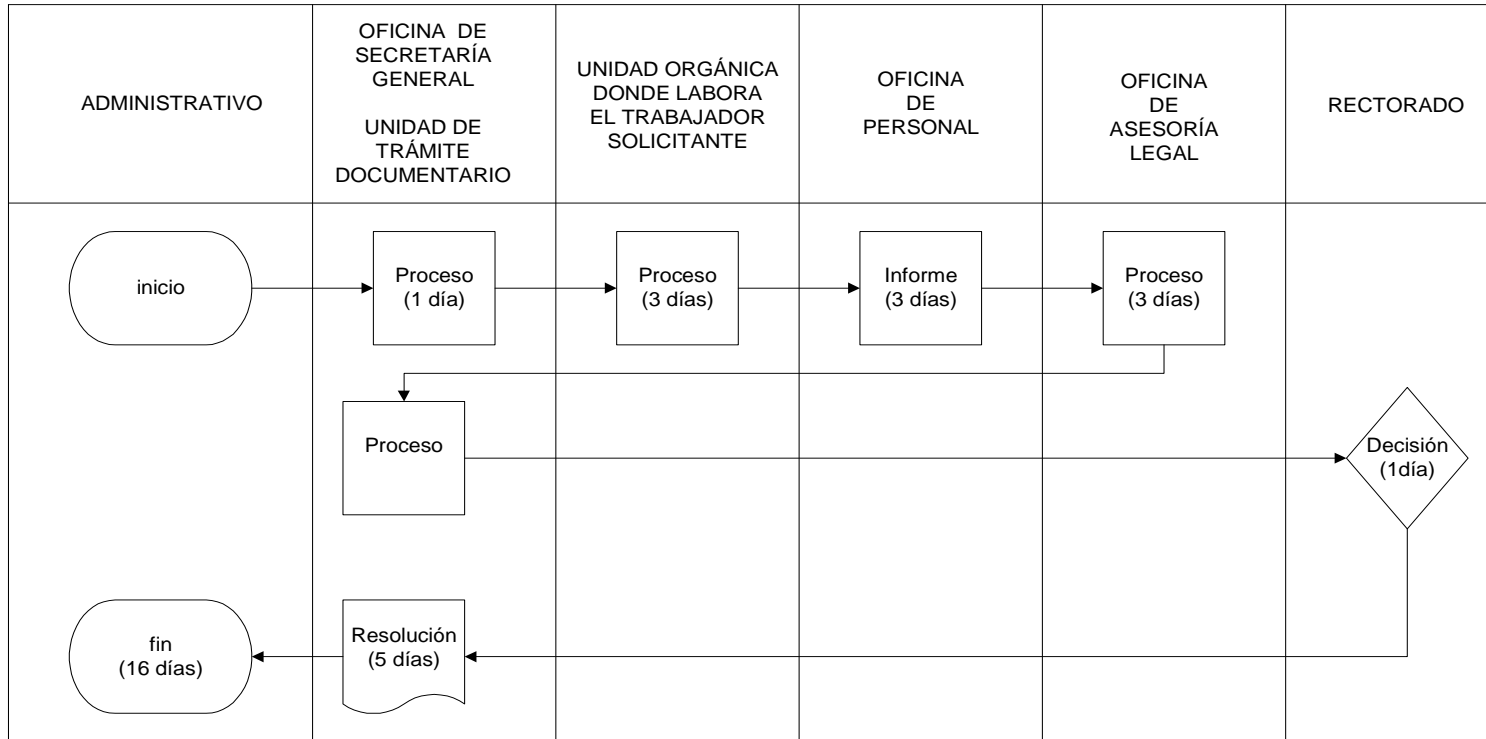 ADMINISTRATIVO
OFICINA DE
SECRETARÍA
GENERAL
UNIDAD DE
TRÁMITE
DOCUMENTARIO
UNIDAD ORGÁNICA
DONDE LABORA
EL TRABAJADOR
SOLICITANTE
OFICINA
DE
PERSONAL
OFICINA
DE
ASESORÍA
LEGAL
RECTORADO
inicio
Proceso
(1 día)
Proceso
(3 días)
Informe
(3 días)
Proceso
(3 días)
Proceso
Decisión
(1día)
fin
(16 días)
Resolución
(5 días)